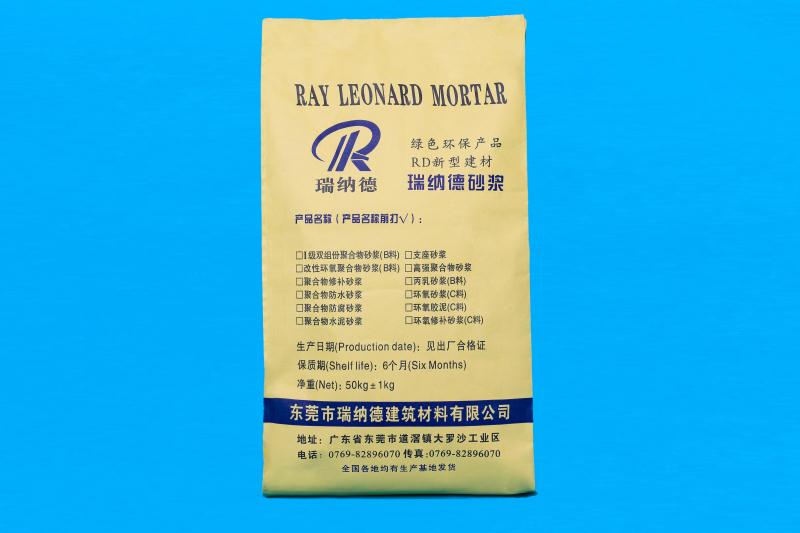 RAY LEONARD MORTAR
瑞纳德
绿色环保产品
RD新型建材
瑞纳德砂浆
产品名称(产品名称前打√):
□I级双组份聚合物砂浆(B料) □支座砂浆
□改性环氧聚合物砂浆(B料) □高强聚合物砂浆
□聚合物修补砂浆 □丙乳砂浆(B料)
□聚合物防水砂浆 □环氧砂浆(C料)
□聚合物防腐砂浆 □环氧胶泥(C料)
□聚合物水泥砂浆 □环氧修补砂浆(C料)
生产日期(Production date): 见出厂合格证
保质期(Shelf life): 6个月(Six Months)
净重(Net): 50kg±1kg
东莞市瑞纳德建筑材料有限公司
地址: 广东省东莞市道滘镇大罗沙工业区
电话: 0769-82896070 传真:0769-82896070
全国各地均有生产基地发货